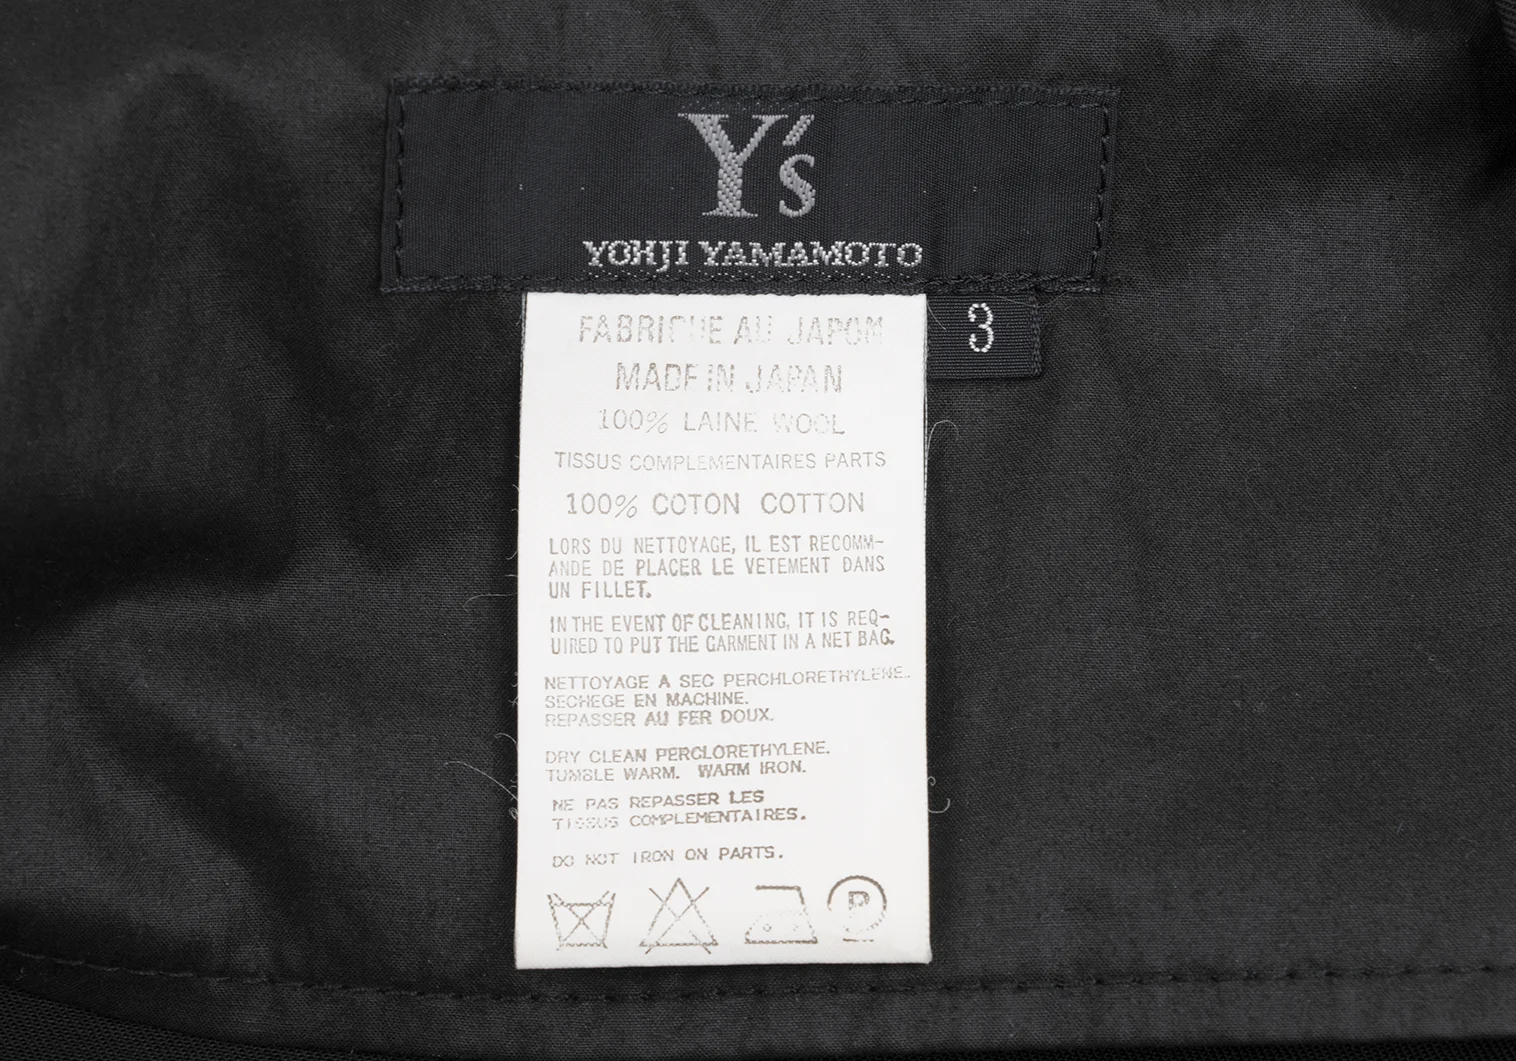 Y's
YOHJI YAMAMOTO
3
FABRIQUE AU JAPON
MADE IN JAPAN
100% LAINE WOOL
TISSUS COMPLEMENTAIRES PARTS
100% COTON COTTON
LORS DU NETTOYAGE, IL EST RECOMM-
ANDE DE PLACER LE VETEMENT DANS
UN FILLET.
IN THE EVENT OF CLEANING, IT IS REQ-
UIRED TO PUT THE GARMENT IN A NET BAG.
NETTOYAGE A SEC PERCHLORETHYLENE.
SECHEGE EN MACHINE.
REPASSER AU FER DOUX.
DRY CLEAN PERCLORETHYLENE.
TUMBLE WARM. WARM IRON.
NE PAS REPASSER LES
TISSUS COMPLEMENTAIRES.
DO NOT IRON ON PARTS.
P